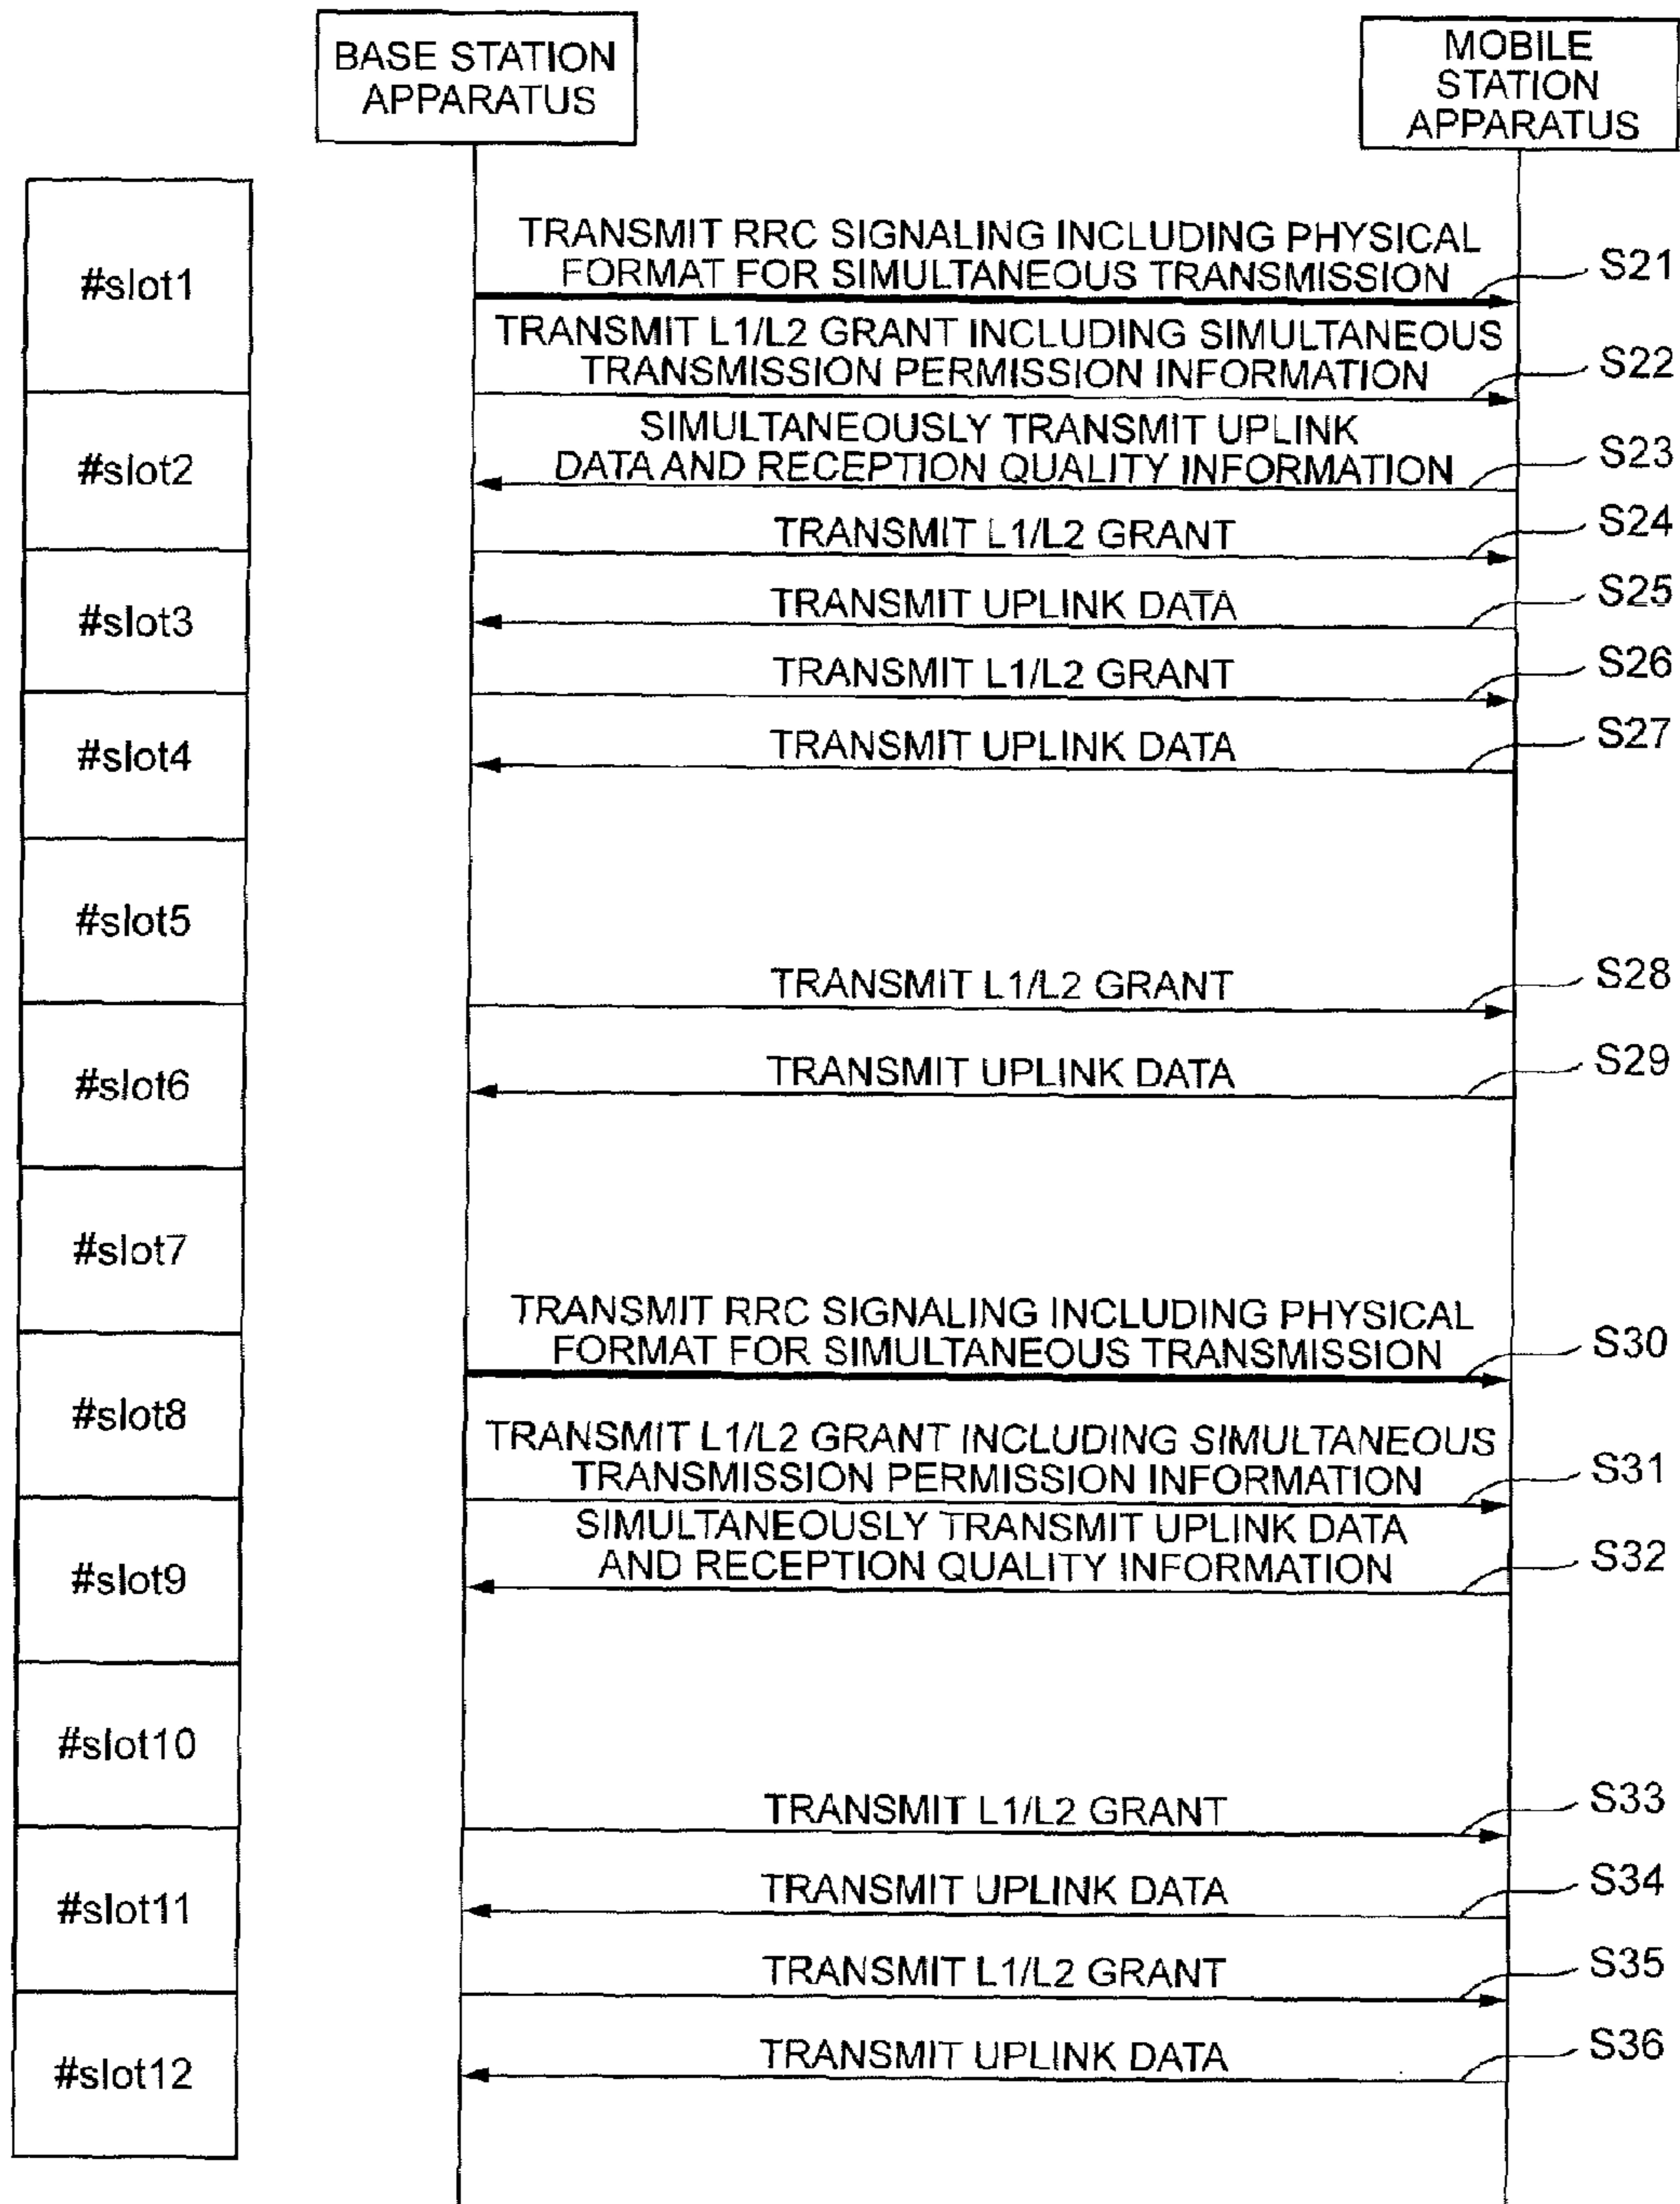 BASE STATION
APPARATUS
MOBILE
STATION
APPARATUS
#slot1
TRANSMIT RRC SIGNALING INCLUDING PHYSICAL
FORMAT FOR SIMULTANEOUS TRANSMISSION
S21
TRANSMIT L1/L2 GRANT INCLUDING SIMULTANEOUS
TRANSMISSION PERMISSION INFORMATION
S22
#slot2
SIMULTANEOUSLY TRANSMIT UPLINK
DATA AND RECEPTION QUALITY INFORMATION
S23
TRANSMIT L1/L2 GRANT
S24
#slot3
TRANSMIT UPLINK DATA
S25
TRANSMIT L1/L2 GRANT
S26
#slot4
TRANSMIT UPLINK DATA
S27
#slot5
TRANSMIT L1/L2 GRANT
S28
#slot6
TRANSMIT UPLINK DATA
S29
#slot7
TRANSMIT RRC SIGNALING INCLUDING PHYSICAL
FORMAT FOR SIMULTANEOUS TRANSMISSION
S30
#slot8
TRANSMIT L1/L2 GRANT INCLUDING SIMULTANEOUS
TRANSMISSION PERMISSION INFORMATION
S31
#slot9
SIMULTANEOUSLY TRANSMIT UPLINK DATA
AND RECEPTION QUALITY INFORMATION
S32
#slot10
TRANSMIT L1/L2 GRANT
S33
#slot11
TRANSMIT UPLINK DATA
S34
TRANSMIT L1/L2 GRANT
S35
#slot12
TRANSMIT UPLINK DATA
S36